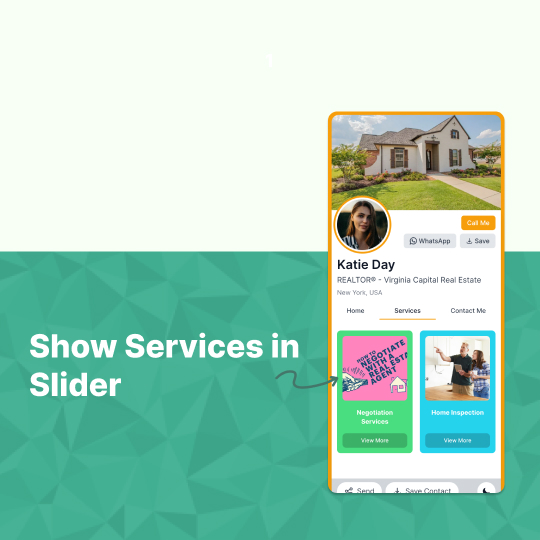 Show Services in
Slider
Call Me
WhatsApp
Save
Katie Day
REALTOR® - Virginia Capital Real Estate
New York, USA
Home
Services
Contact Me
HOW TO
NEGOTIATE
WITH A
REAL ESTA
AGENT
Negotiation
Services
View More
Home Inspection
View More
Send
Save Contact